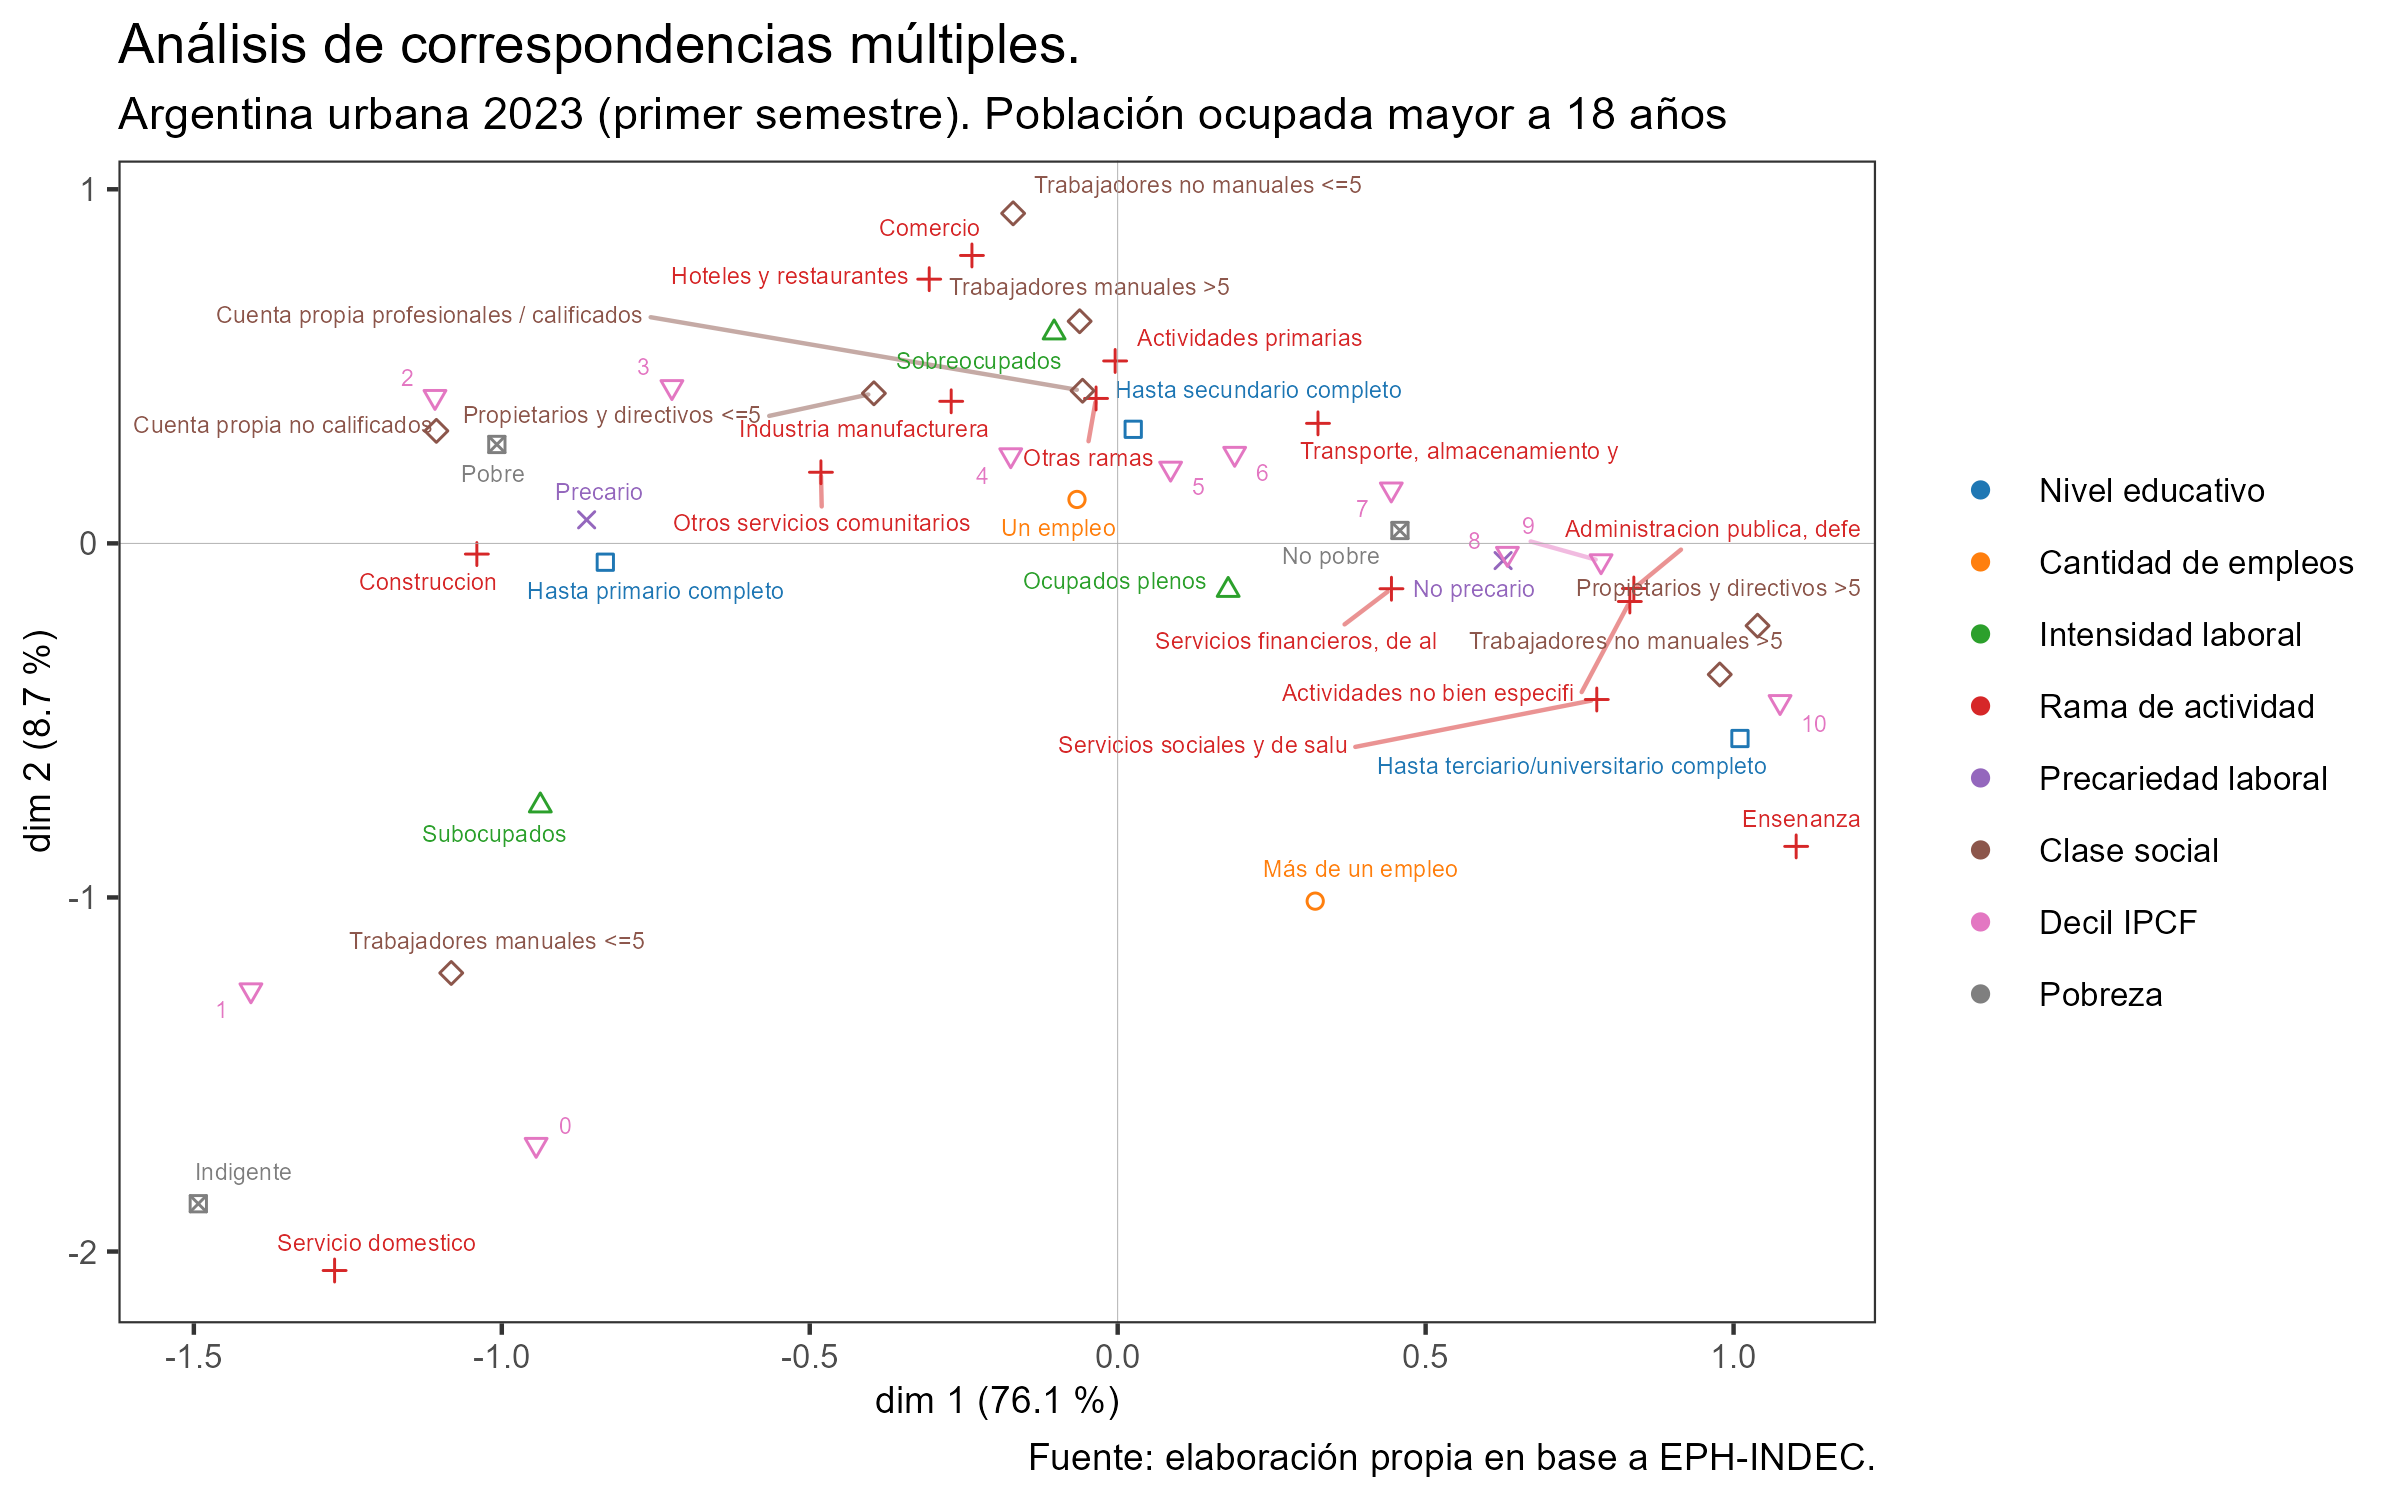 Análisis de correspondencias múltiples.
Argentina urbana 2023 (primer semestre). Población ocupada mayor a 18 años
Trabajadores no manuales <=5
Comercio
Hoteles y restaurantes
Trabajadores manuales >5
Cuenta propia profesionales / calificados
Actividades primarias
Sobreocupados
3
2
Hasta secundario completo
Propietarios y directivos <=5
Cuenta propia no calificados
Industria manufacturera
Transporte, almacenamiento y
Otras ramas
Pobre
4
5
6
Precario
7
Otros servicios comunitarios
Un empleo
9
Administracion publica, defe
8
No pobre
Construccion
Hasta primario completo
Ocupados plenos
No precario
Propietarios y directivos >5
Servicios financieros, de al
Trabajadores no manuales >5
Actividades no bien especifi
10
Servicios sociales y de salu
Hasta terciario/universitario completo
Ensenanza
Subocupados
Más de un empleo
Trabajadores manuales <=5
1
0
Indigente
Servicio domestico
1
0
-1
-2
dim 2 (8.7 %)
-1.5
-1.0
-0.5
0.0
0.5
1.0
dim 1 (76.1 %)
Nivel educativo
Cantidad de empleos
Intensidad laboral
Rama de actividad
Precariedad laboral
Clase social
Decil IPCF
Pobreza
Fuente: elaboración propia en base a EPH-INDEC.